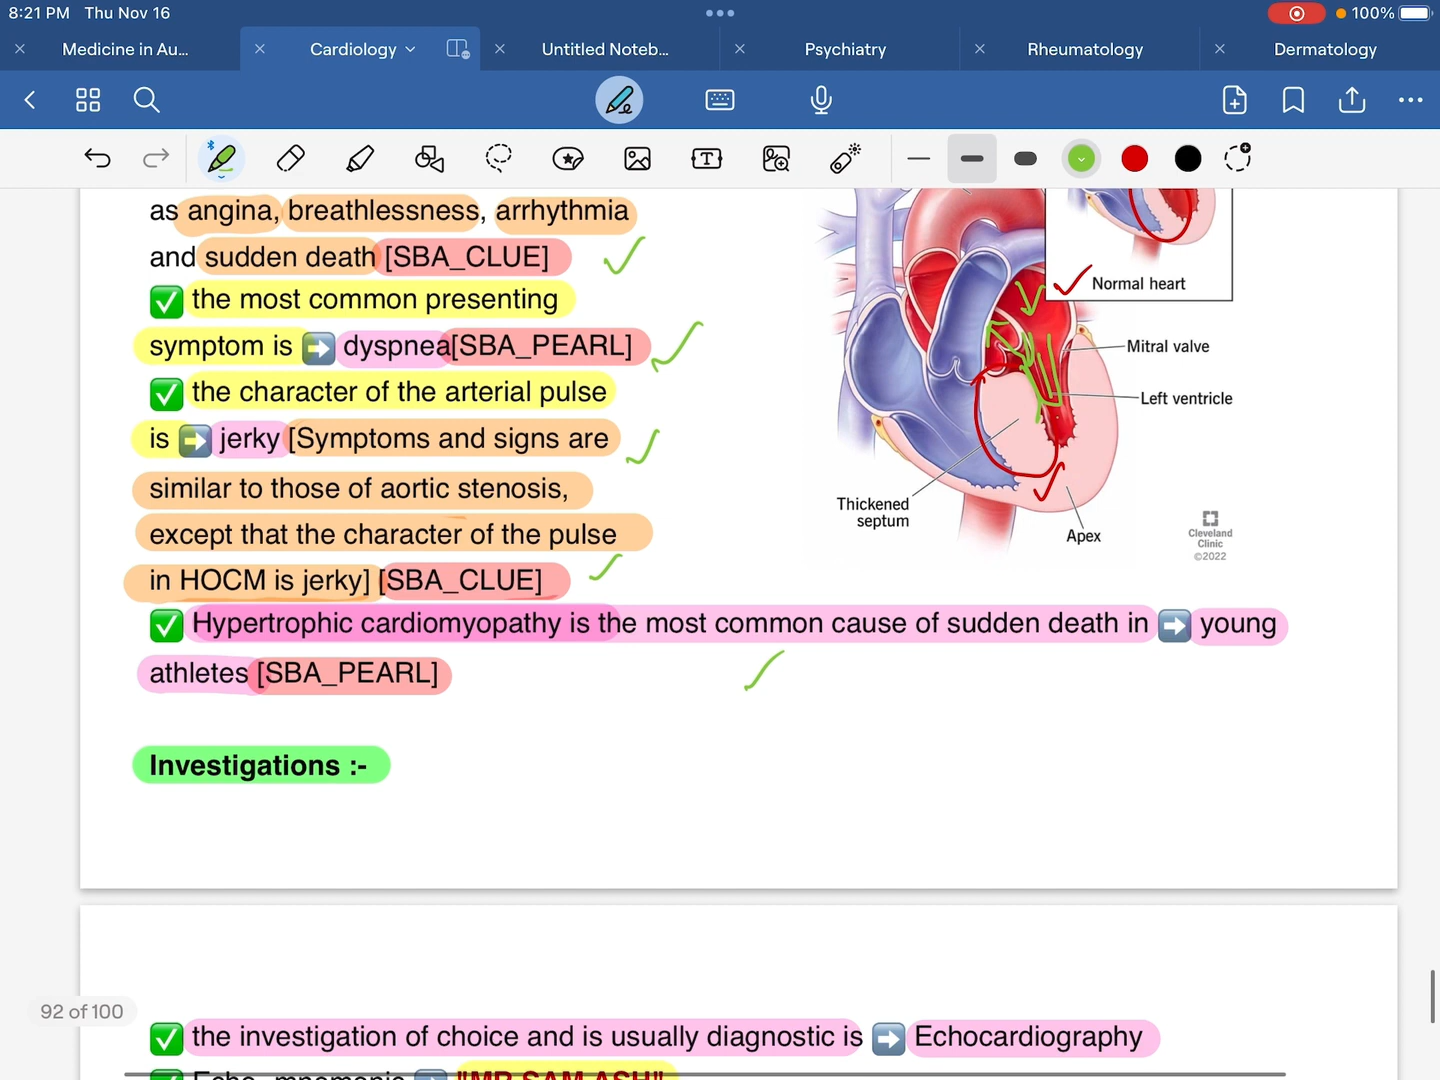 8:21 PM Thu Nov 16
100%
Medicine in Au...
Cardiology
Untitled Noteb...
Psychiatry
Rheumatology
Dermatology
as angina, breathlessness, arrhythmia
and sudden death [SBA_CLUE]
✅ the most common presenting
symptom is ➡️ dyspnea[SBA_PEARL]
✅ the character of the arterial pulse
is ➡️ jerky [Symptoms and signs are
similar to those of aortic stenosis,
except that the character of the pulse
in HOCM is jerky] [SBA_CLUE]
✅ Hypertrophic cardiomyopathy is the most common cause of sudden death in ➡️ young
athletes [SBA_PEARL]
Normal heart
Mitral valve
Left ventricle
Thickened
septum
Apex
Cleveland
Clinic
©2022
Investigations :-
92 of 100
✅ the investigation of choice and is usually diagnostic is ➡️ Echocardiography
✅ Echo mnemonic ➡️ "MR SAM ASH"